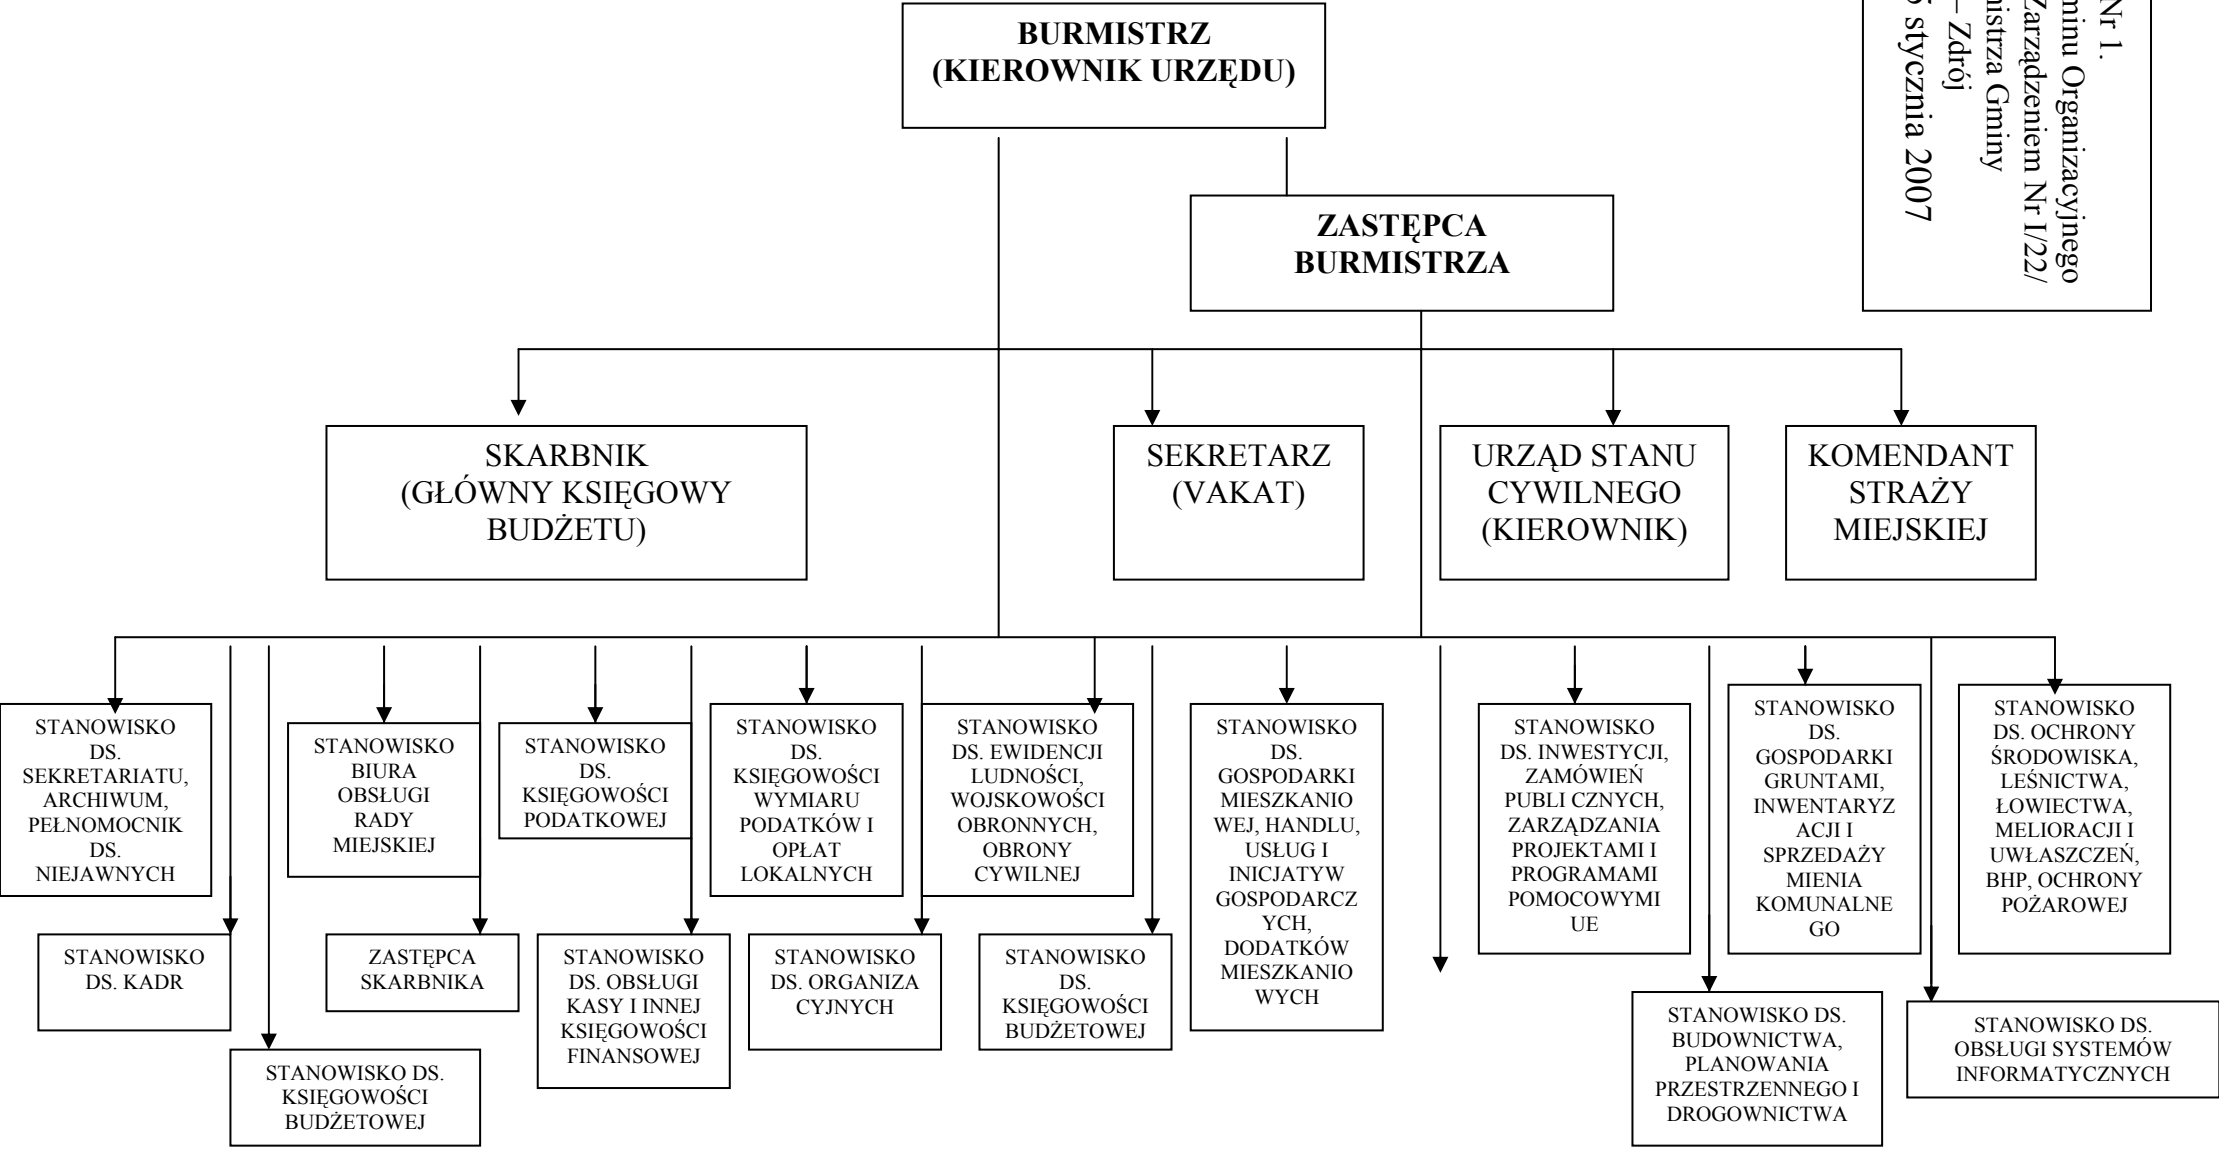 BURMISTRZ
(KIEROWNIK URZĘDU)
Nr 1.
Organizacyjnego
Zarządzeniem Nr I/22/
Gminy
– Zdrój
stycznia 2007
ZASTĘPCA
BURMISTRZA
SKARBNIK
(GŁÓWNY KSIĘGOWY
BUDŻETU)
SEKRETARZ
(VAKAT)
URZĄD STANU
CYWILNEGO
(KIEROWNIK)
KOMENDANT
STRAŻY
MIEJSKIEJ
STANOWISKO
DS.
SEKRETARIATU,
ARCHIWUM,
PEŁNOMOCNIK
DS.
NIEJAWNYCH
STANOWISKO
BIURA
OBSŁUGI
RADY
MIEJSKIEJ
STANOWISKO
DS.
KSIĘGOWOŚCI
PODATKOWEJ
STANOWISKO
DS.
KSIĘGOWOŚCI
WYMIARU
PODATKÓW I
OPŁAT
LOKALNYCH
STANOWISKO
DS. EWIDENCJI
LUDNOŚCI,
WOJSKOWOŚCI
OBRONNYCH,
OBRONY
CYWILNEJ
STANOWISKO
DS.
GOSPODARKI
MIESZKANIO
WEJ, HANDLU,
USŁUG I
INICJATYW
GOSPODARCZ
YCH,
DODATKÓW
MIESZKANIO
WYCH
STANOWISKO
DS. INWESTYCJI,
ZAMÓWIEŃ
PUBLI CZNYCH,
ZARZĄDZANIA
PROJEKTAMI I
PROGRAMAMI
POMOCOWYMI
UE
STANOWISKO
DS.
GOSPODARKI
GRUNTAMI,
INWENTARYZ
ACJI I
SPRZEDAŻY
MIENIA
KOMUNALNE
GO
STANOWISKO
DS. OCHRONY
ŚRODOWISKA,
LEŚNICTWA,
ŁOWIECTWA,
MELIORACJI I
UWŁASZCZEŃ,
BHP, OCHRONY
POŻAROWEJ
STANOWISKO
DS. KADR
ZASTĘPCA
SKARBNIKA
STANOWISKO
DS. OBSŁUGI
KASY I INNEJ
KSIĘGOWOŚCI
FINANSOWEJ
STANOWISKO
DS. ORGANIZA
CYJNYCH
STANOWISKO
DS.
KSIĘGOWOŚCI
BUDŻETOWEJ
STANOWISKO DS.
BUDOWNICTWA,
PLANOWANIA
PRZESTRZENNEGO I
DROGOWNICTWA
STANOWISKO DS.
OBSŁUGI SYSTEMÓW
INFORMATYCZNYCH
STANOWISKO DS.
KSIĘGOWOŚCI
BUDŻETOWEJ